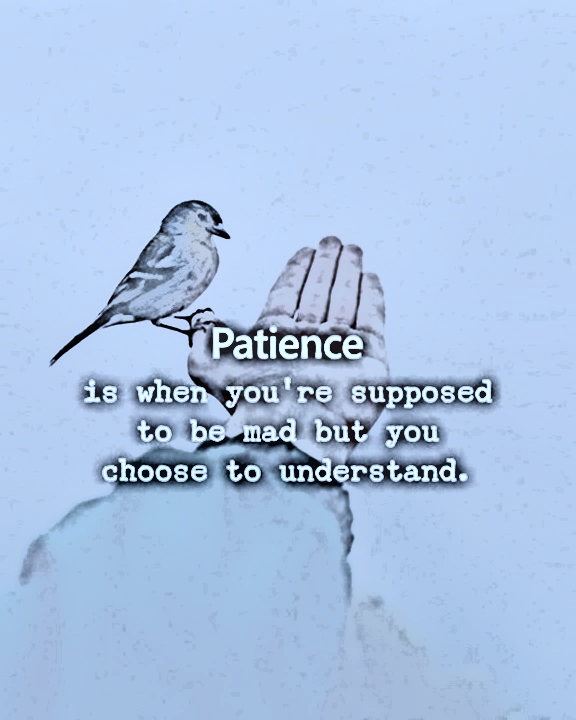 Patience
is when you're supposed
to be mad but you
choose to understand.